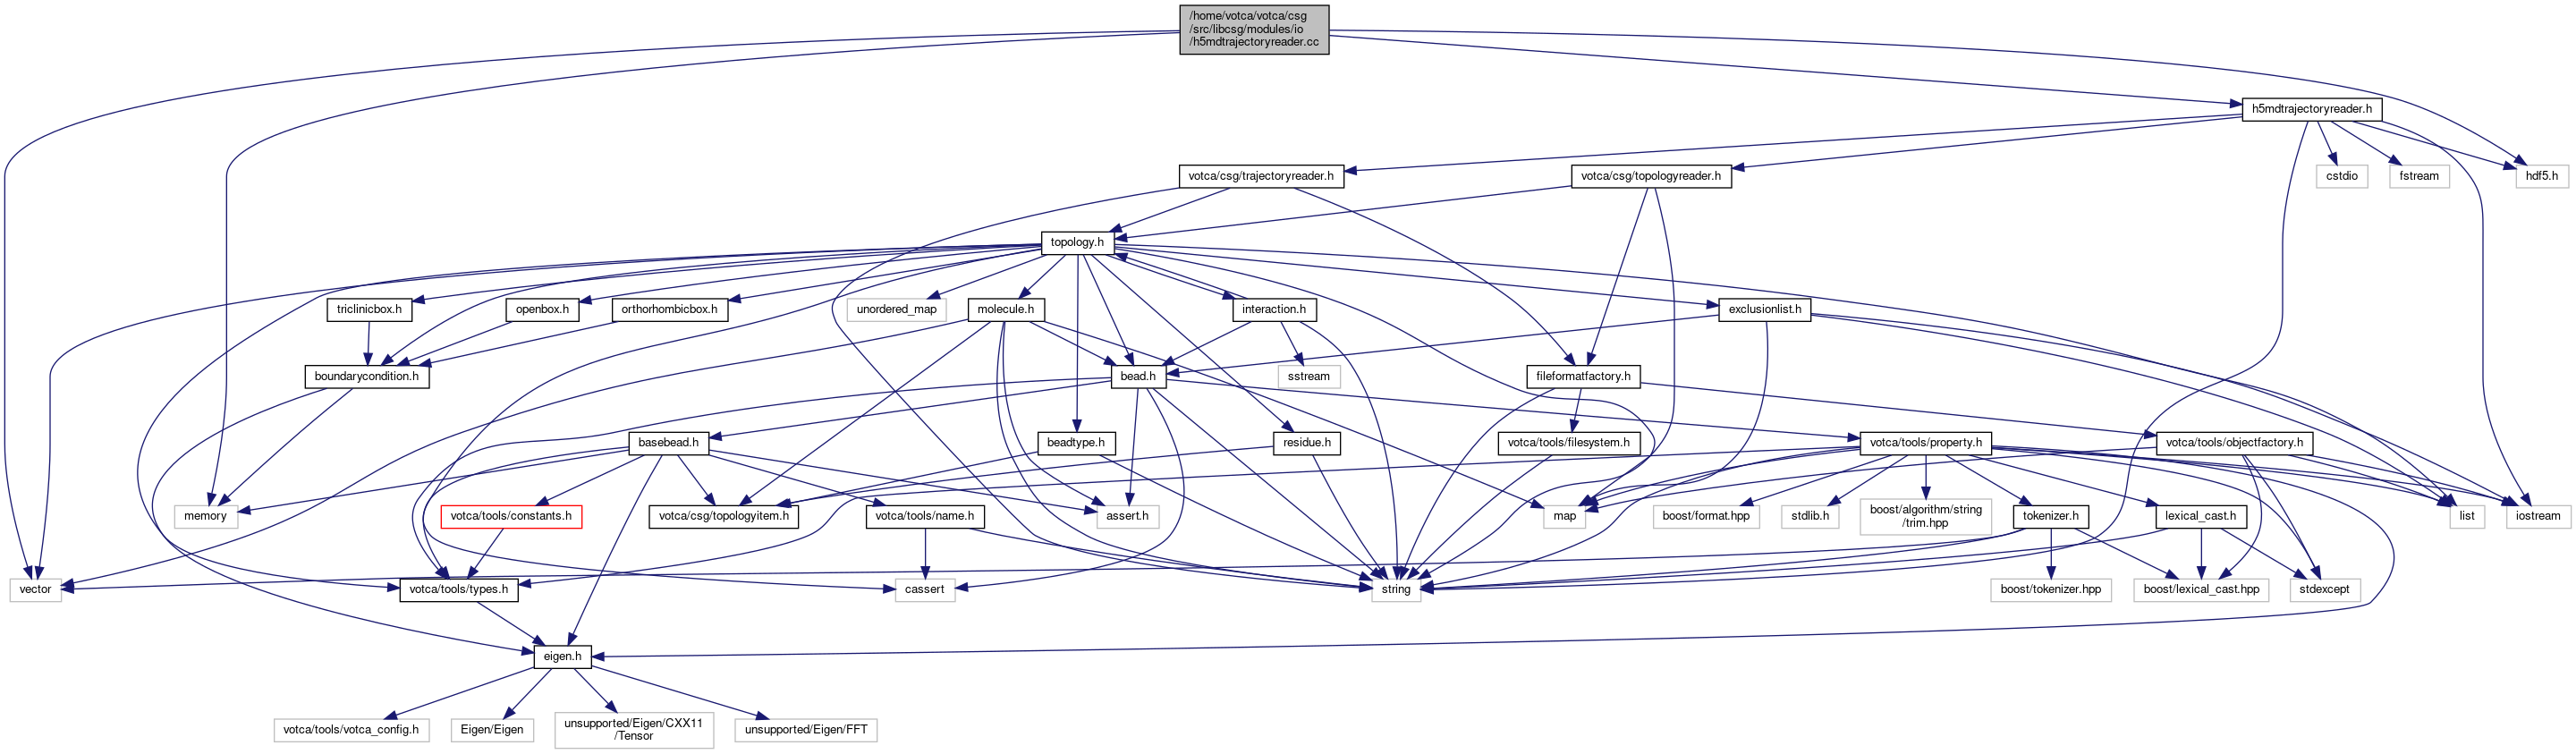 /home/votca/votca/csg
/src/libcsg/modules/io
/h5mdtrajectoryreader.cc
h5mdtrajectoryreader.h
votca/csg/trajectoryreader.h
votca/csg/topologyreader.h
cstdio
fstream
hdf5.h
topology.h
triclinicbox.h
openbox.h
orthorhombicbox.h
unordered_map
molecule.h
interaction.h
exclusionlist.h
boundarycondition.h
bead.h
sstream
fileformatfactory.h
basebead.h
beadtype.h
residue.h
votca/tools/filesystem.h
votca/tools/property.h
votca/tools/objectfactory.h
memory
votca/tools/constants.h
votca/csg/topologyitem.h
votca/tools/name.h
assert.h
map
boost/format.hpp
stdlib.h
boost/algorithm/string
/trim.hpp
tokenizer.h
lexical_cast.h
list
iostream
vector
votca/tools/types.h
cassert
string
boost/tokenizer.hpp
boost/lexical_cast.hpp
stdexcept
eigen.h
votca/tools/votca_config.h
Eigen/Eigen
unsupported/Eigen/CXX11
/Tensor
unsupported/Eigen/FFT